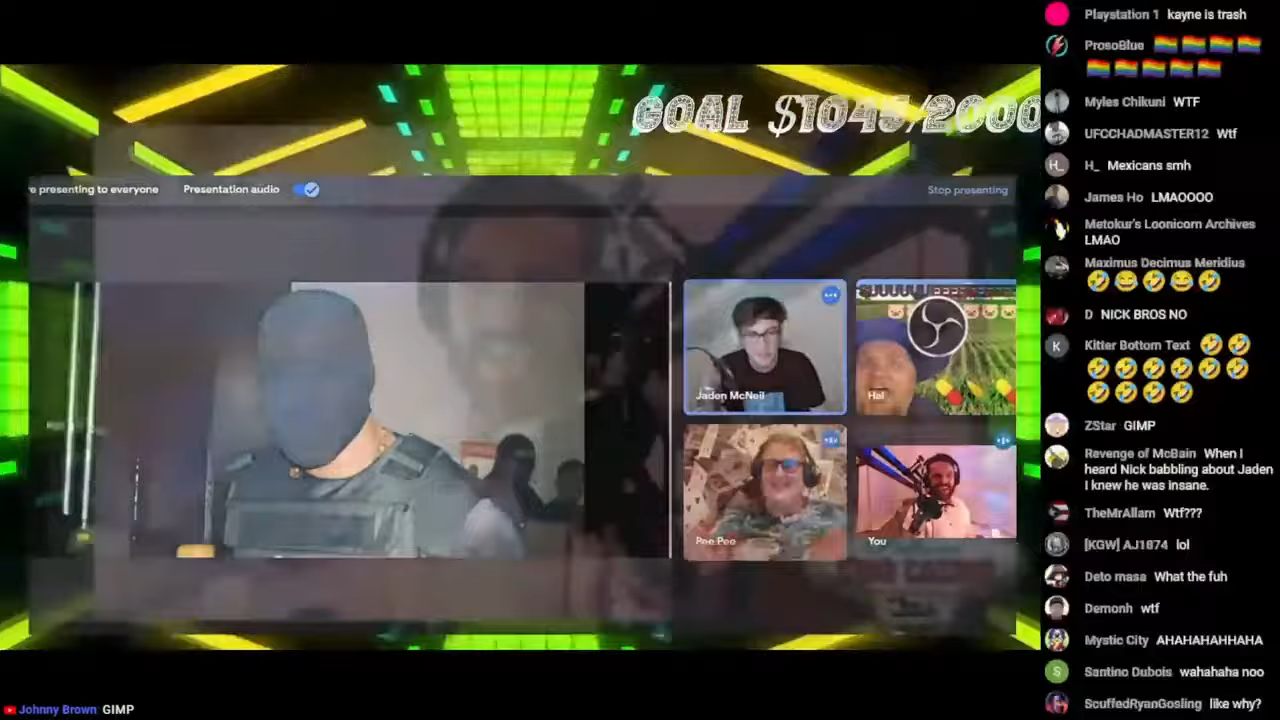 GOAL $1045/2000
e presenting to everyone
Presentation audio
Stop presenting
Jaden McNeil
Hal
Pee Pee
You
Playstation 1 kayne is trash
ProsoBlue 🏳️‍🌈 🏳️‍🌈 🏳️‍🌈 🏳️‍🌈
🏳️‍🌈 🏳️‍🌈 🏳️‍🌈 🏳️‍🌈 🏳️‍🌈
Myles Chikuni WTF
UFCCHADMASTER12 Wtf
H_ Mexicans smh
James Ho LMAOOOO
Metokur's Loonicorn Archives
LMAO
Maximus Decimus Meridius
🤣 😂 🤣 😂 🤣
D NICK BROS NO
K
Kitter Bottom Text 🤣 🤣
🤣 🤣 🤣 🤣 🤣 🤣
🤣 🤣 🤣 🤣
ZStar GIMP
Revenge of McBain When I
heard Nick babbling about Jaden
I knew he was insane.
TheMrAllam Wtf???
[KGW] AJ1874 lol
Deto masa What the fuh
Demonh wtf
Mystic City AHAHAHAHHAHA
S
Santino Dubois wahahaha noo
ScuffedRyanGosling like why?
Johnny Brown GIMP